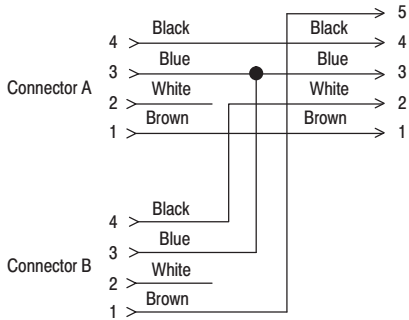 5
Black Black
4 4
Blue Blue
3 3
Connector A
White
2 2
Brown Brown
1 1
Black
4
Blue
3
Connector B
White
2
Brown
1